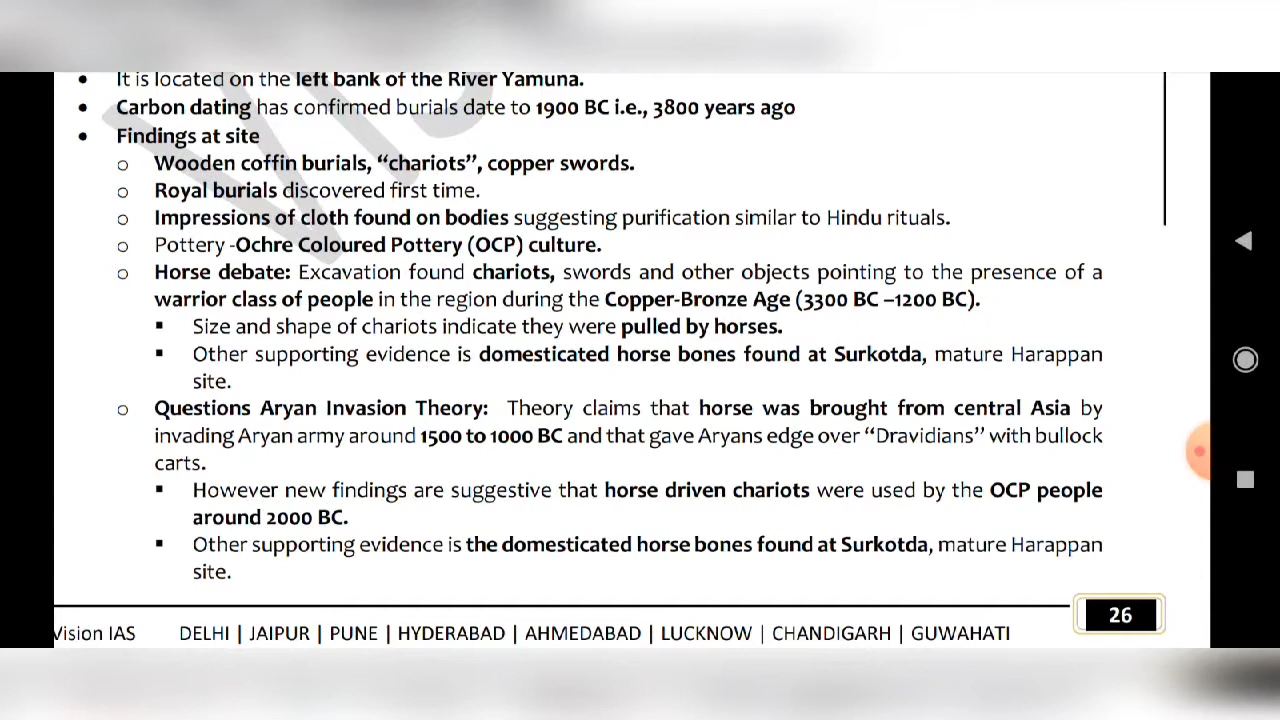 • It is located on the left bank of the River Yamuna.
• Carbon dating has confirmed burials date to 1900 BC i.e., 3800 years ago
• Findings at site
o Wooden coffin burials, “chariots”, copper swords.
o Royal burials discovered first time.
o Impressions of cloth found on bodies suggesting purification similar to Hindu rituals.
o Pottery -Ochre Coloured Pottery (OCP) culture.
o Horse debate: Excavation found chariots, swords and other objects pointing to the presence of a
warrior class of people in the region during the Copper-Bronze Age (3300 BC –1200 BC).
▪ Size and shape of chariots indicate they were pulled by horses.
▪ Other supporting evidence is domesticated horse bones found at Surkotda, mature Harappan
site.
o Questions Aryan Invasion Theory: Theory claims that horse was brought from central Asia by
invading Aryan army around 1500 to 1000 BC and that gave Aryans edge over “Dravidians” with bullock
carts.
▪ However new findings are suggestive that horse driven chariots were used by the OCP people
around 2000 BC.
▪ Other supporting evidence is the domesticated horse bones found at Surkotda, mature Harappan
site.
26
Vision IAS DELHI | JAIPUR | PUNE | HYDERABAD | AHMEDABAD | LUCKNOW | CHANDIGARH | GUWAHATI